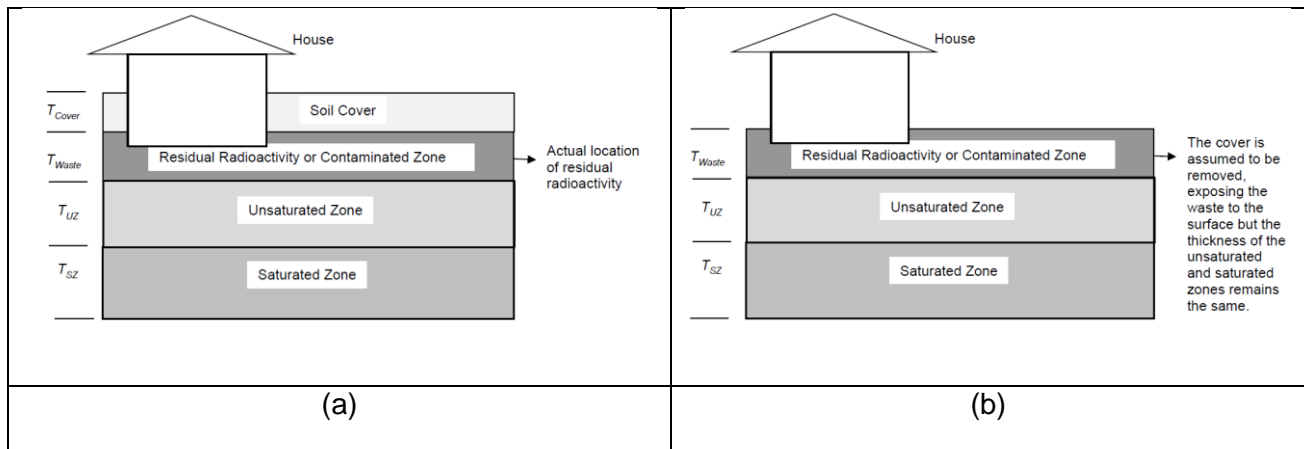 House
T_Cover
Soil Cover
T_Waste
Residual Radioactivity or Contaminated Zone
Actual location
of residual
radioactivity
T_UZ
Unsaturated Zone
T_SZ
Saturated Zone
(a)
House
T_Waste
Residual Radioactivity or Contaminated Zone
The cover is
assumed to be
removed,
exposing the
waste to the
surface but the
thickness of the
unsaturated
and saturated
zones remains
the same.
T_UZ
Unsaturated Zone
T_SZ
Saturated Zone
(b)